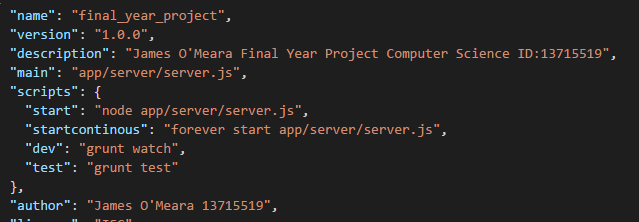 "name": "final_year_project",
"version": "1.0.0",
"description": "James O'Meara Final Year Project Computer Science ID:13715519",
"main": "app/server/server.js",
"scripts": {
"start": "node app/server/server.js",
"startcontinous": "forever start app/server/server.js",
"dev": "grunt watch",
"test": "grunt test"
},
"author": "James O'Meara 13715519",